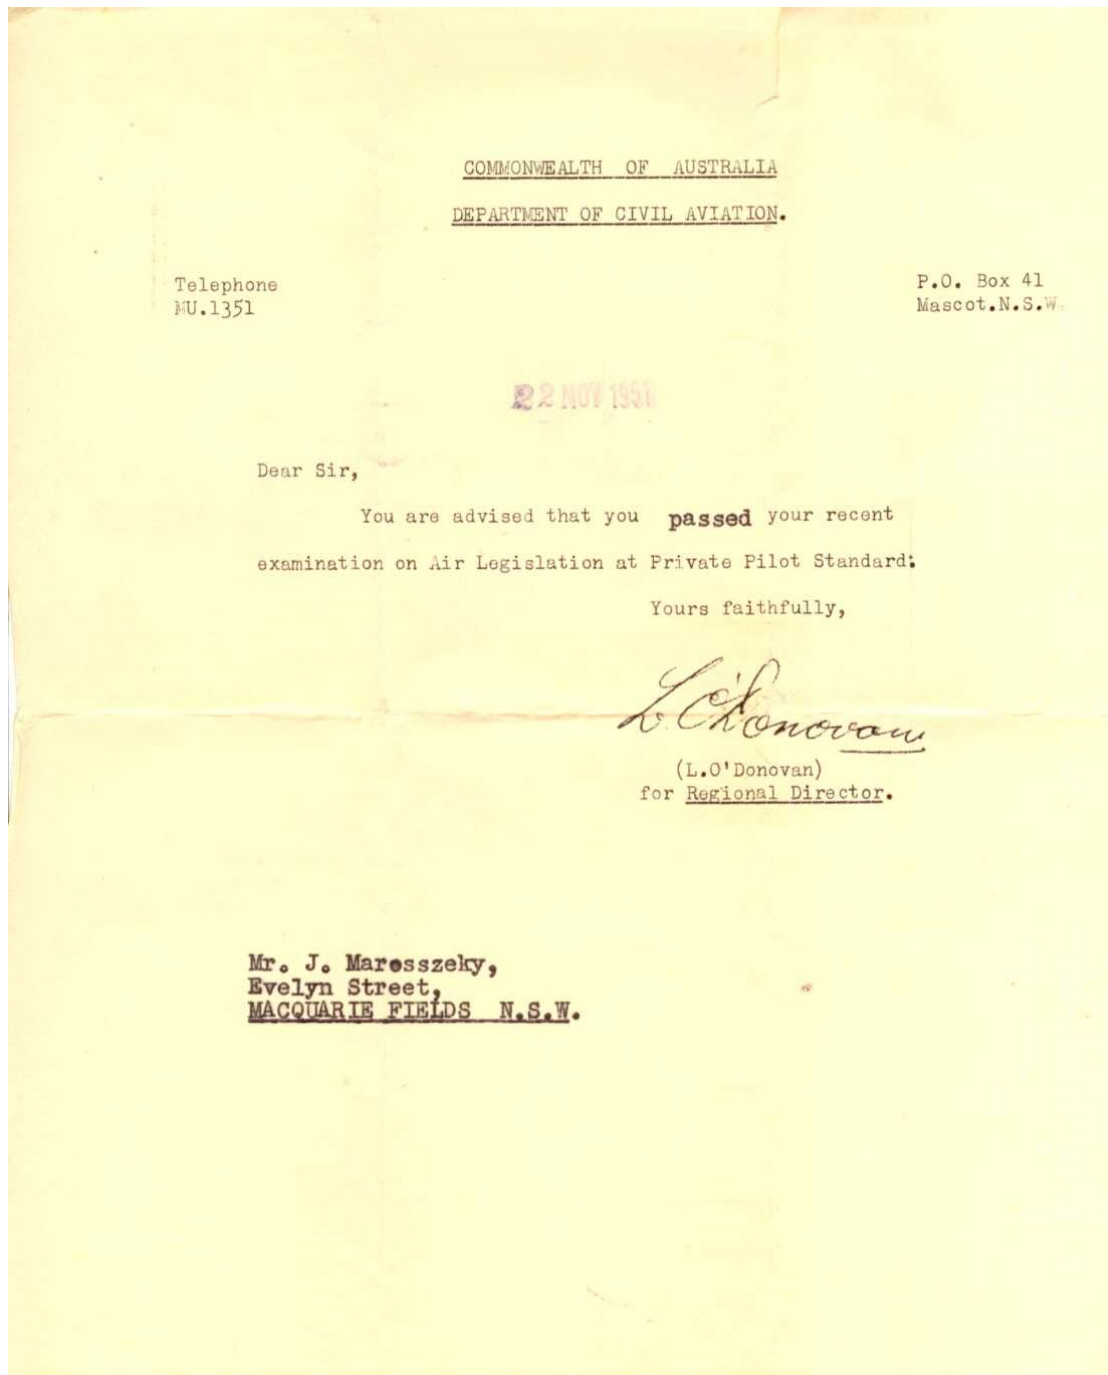 COMMONWEALTH OF AUSTRALIA
DEPARTMENT OF CIVIL AVIATION.
Telephone
MU.1351
P.O. Box 41
Mascot.N.S.W.
22 NOV
Dear Sir,
You are advised that you passed your recent
examination on Air Legislation at Private Pilot Standard.
Yours faithfully,
L. O'Donovan
(L.O'Donovan)
for Regional Director.
Mr. J. Marosszeky,
Evelyn Street,
MACQUARIE FIELDS N.S.W.